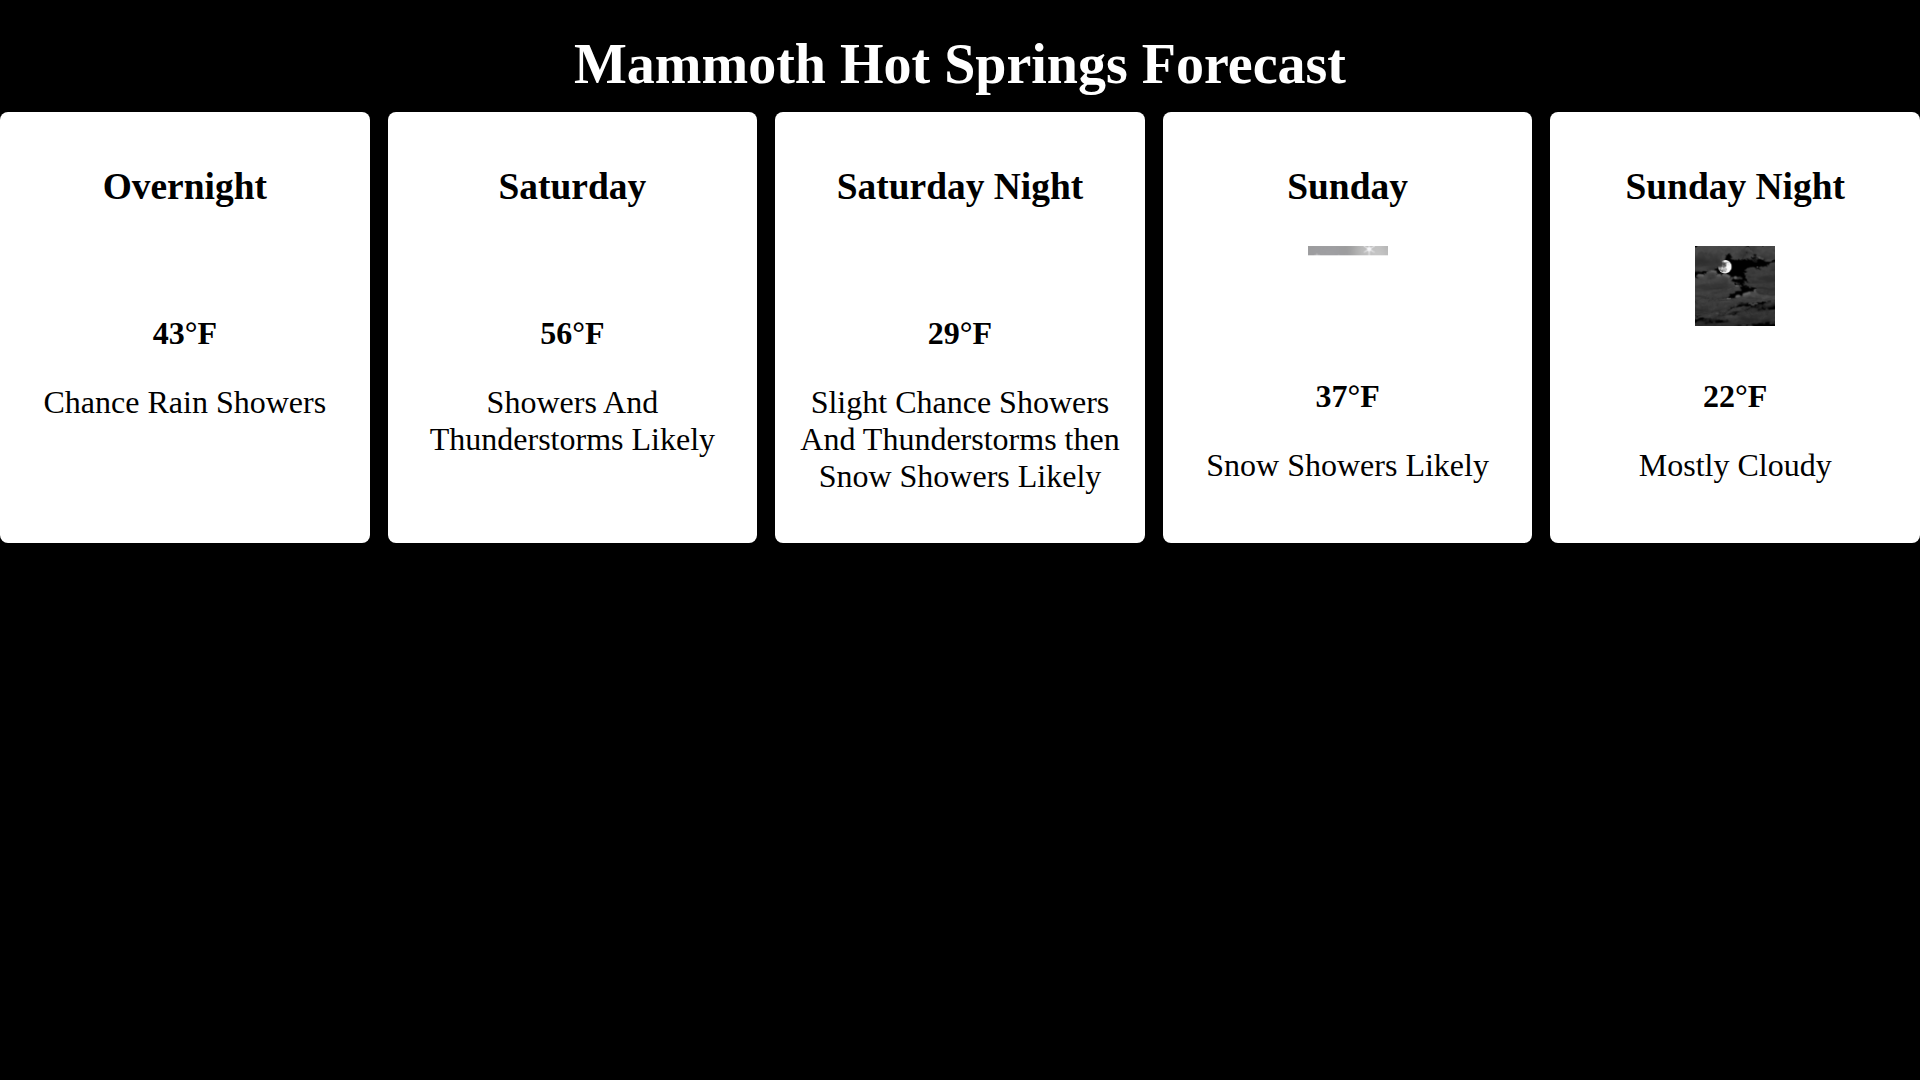 Mammoth Hot Springs Forecast
Overnight
43°F
Chance Rain Showers
Saturday
56°F
Showers And
Thunderstorms Likely
Saturday Night
29°F
Slight Chance Showers
And Thunderstorms then
Snow Showers Likely
Sunday
37°F
Snow Showers Likely
Sunday Night
22°F
Mostly Cloudy